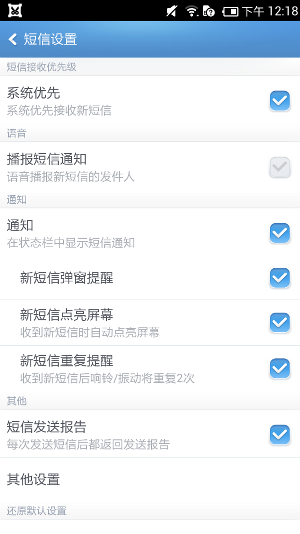 下午 12:18
短信设置
短信接收优先级
系统优先
系统优先接收新短信
语音
播报短信通知
语音播报新短信的发件人
通知
通知
在状态栏中显示短信通知
新短信弹窗提醒
新短信点亮屏幕
收到新短信时自动点亮屏幕
新短信重复提醒
收到新短信后响铃/振动将重复2次
其他
短信发送报告
每次发送短信后都返回发送报告
其他设置
还原默认设置